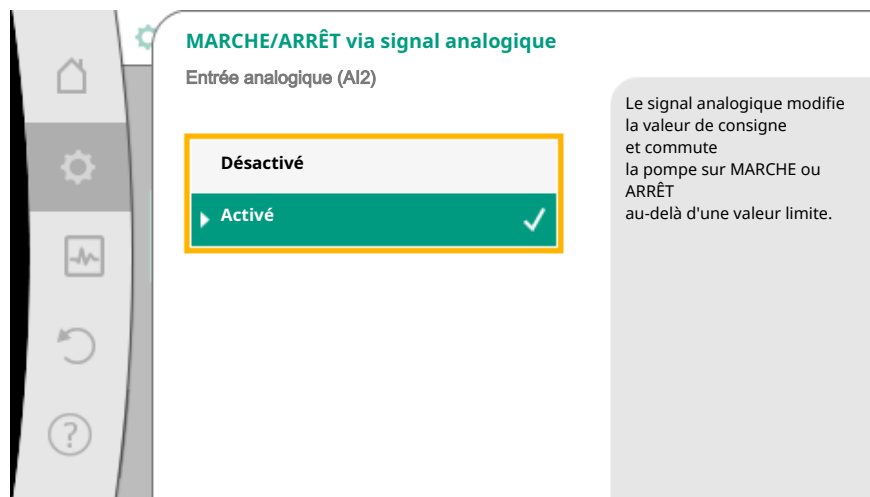 MARCHE/ARRÊT via signal analogique
Entrée analogique (AI2)
Désactivé
Activé
Le signal analogique modifie
la valeur de consigne
et commute
la pompe sur MARCHE ou
ARRÊT
au-delà d'une valeur limite.
?